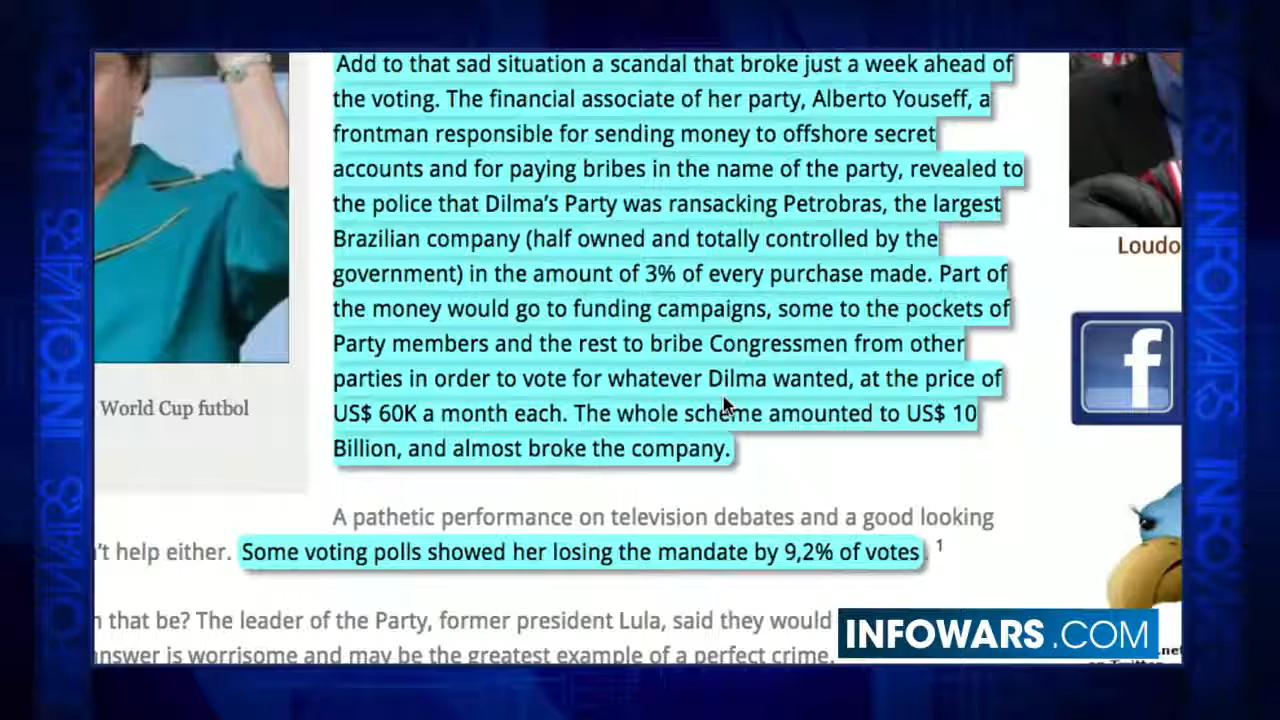 Add to that sad situation a scandal that broke just a week ahead of
the voting. The financial associate of her party, Alberto Youseff, a
frontman responsible for sending money to offshore secret
accounts and for paying bribes in the name of the party, revealed to
the police that Dilma's Party was ransacking Petrobras, the largest
Brazilian company (half owned and totally controlled by the
government) in the amount of 3% of every purchase made. Part of
the money would go to funding campaigns, some to the pockets of
Party members and the rest to bribe Congressmen from other
parties in order to vote for whatever Dilma wanted, at the price of
US$ 60K a month each. The whole scheme amounted to US$ 10
Billion, and almost broke the company.
World Cup futbol
A pathetic performance on television debates and a good looking
't help either. Some voting polls showed her losing the mandate by 9,2% of votes. 1
n that be? The leader of the Party, former president Lula, said they would
answer is worrisome and may be the greatest example of a perfect crime.
Loudo
f
.net
on Twitter
INFOWARS.COM
INFOWARS
INFOWARS
INFOWARS
INFOWARS